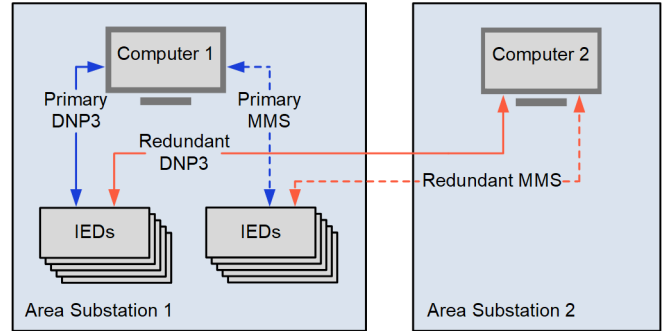 Computer 1
Computer 2
Primary
DNP3
Primary
MMS
Redundant
DNP3
Redundant MMS
IEDs
IEDs
Area Substation 1
Area Substation 2